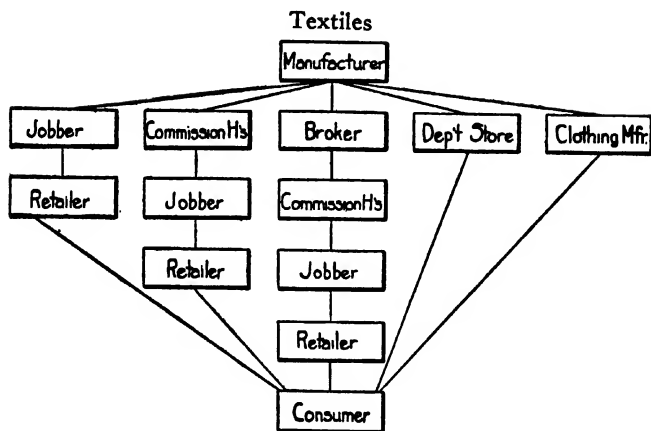 Textiles
Manufacturer
Jobber
Commission H's
Broker
Dep't Store
Clothing Mfr.
Retailer
Jobber
Commission H's
Retailer
Jobber
Retailer
Consumer